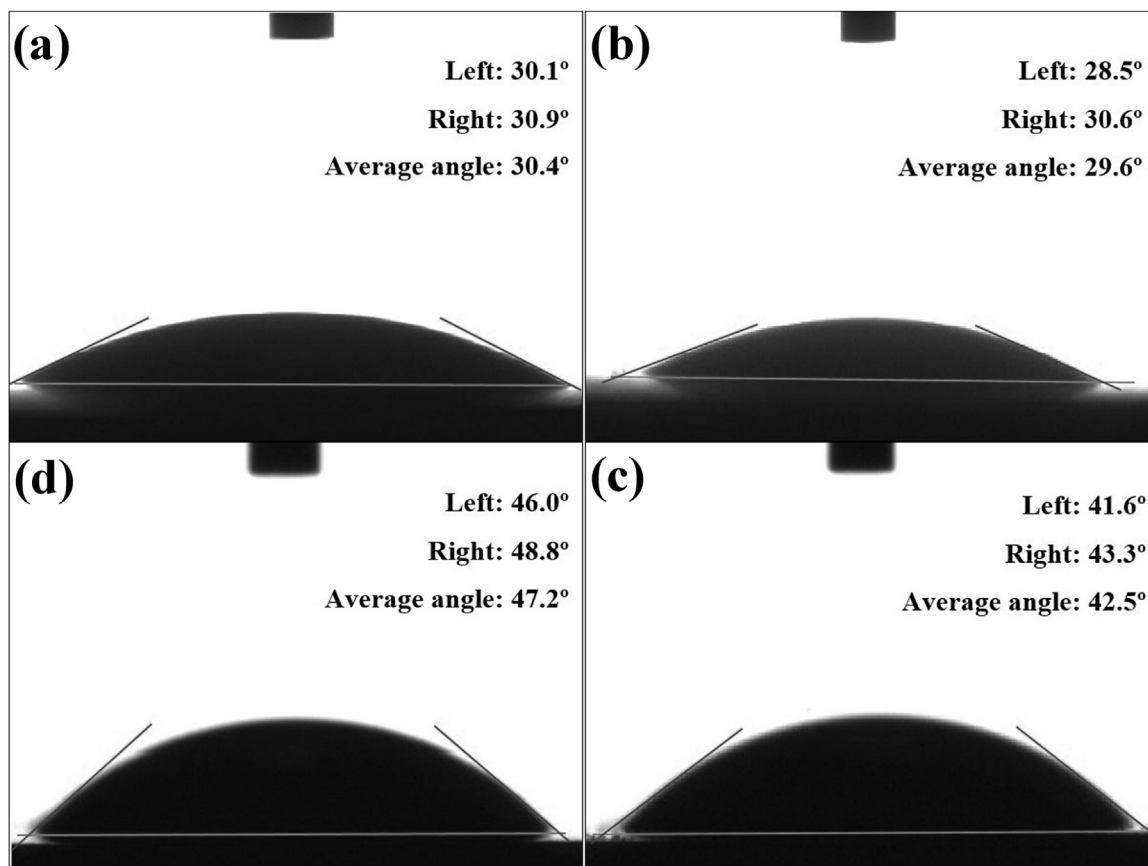 (a)
Left: 30.1º
Right: 30.9º
Average angle: 30.4º
(b)
Left: 28.5º
Right: 30.6º
Average angle: 29.6º
(d)
Left: 46.0º
Right: 48.8º
Average angle: 47.2º
(c)
Left: 41.6º
Right: 43.3º
Average angle: 42.5º